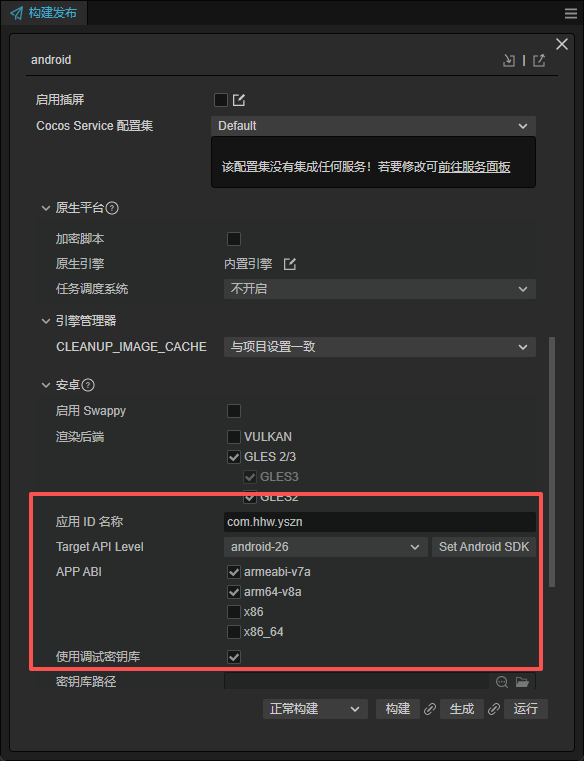 构建发布
android
启用插屏
Cocos Service 配置集 Default
该配置集没有集成任何服务！若要修改可前往服务面板
原生平台
加密脚本
原生引擎 内置引擎
任务调度系统 不开启
引擎管理器
CLEANUP_IMAGE_CACHE 与项目设置一致
安卓
启用 Swappy
渲染后端 VULKAN
GLES 2/3
GLES3
GLES2
应用 ID 名称 com.hhw.yszn
Target API Level android-26 Set Android SDK
APP ABI armeabi-v7a
arm64-v8a
x86
x86_64
使用调试密钥库
密钥库路径
正常构建 构建 生成 运行